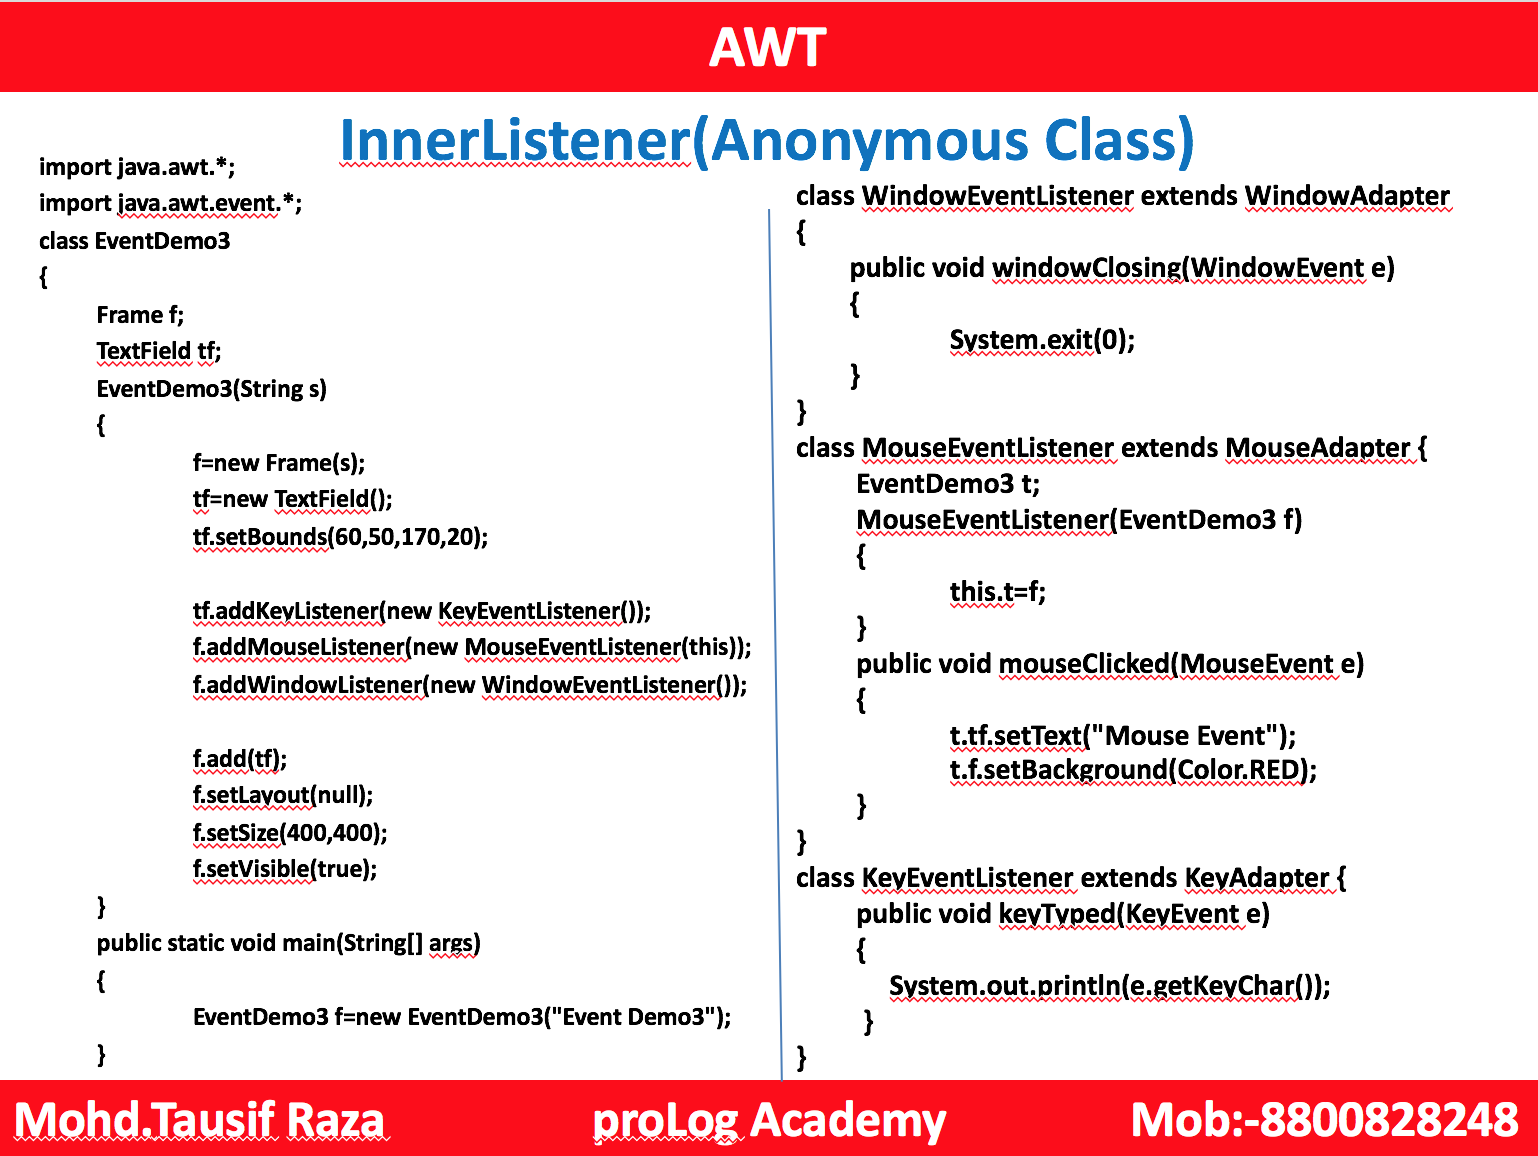 AWT
InnerListener(Anonymous Class)
import java.awt.*;
import java.awt.event.*;
class EventDemo3
{
Frame f;
TextField tf;
EventDemo3(String s)
{
f=new Frame(s);
tf=new TextField();
tf.setBounds(60,50,170,20);
tf.addKeyListener(new KeyEventListener());
f.addMouseListener(new MouseEventListener(this));
f.addWindowListener(new WindowEventListener());
f.add(tf);
f.setLayout(null);
f.setSize(400,400);
f.setVisible(true);
}
public static void main(String[] args)
{
EventDemo3 f=new EventDemo3("Event Demo3");
}
class WindowEventListener extends WindowAdapter
{
public void windowClosing(WindowEvent e)
{
System.exit(0);
}
}
class MouseEventListener extends MouseAdapter {
EventDemo3 t;
MouseEventListener(EventDemo3 f)
{
this.t=f;
}
public void mouseClicked(MouseEvent e)
{
t.tf.setText("Mouse Event");
t.f.setBackground(Color.RED);
}
}
class KeyEventListener extends KeyAdapter {
public void keyTyped(KeyEvent e)
{
System.out.println(e.getKeyChar());
}
}
Mohd.Tausif Raza
proLog Academy
Mob:-8800828248